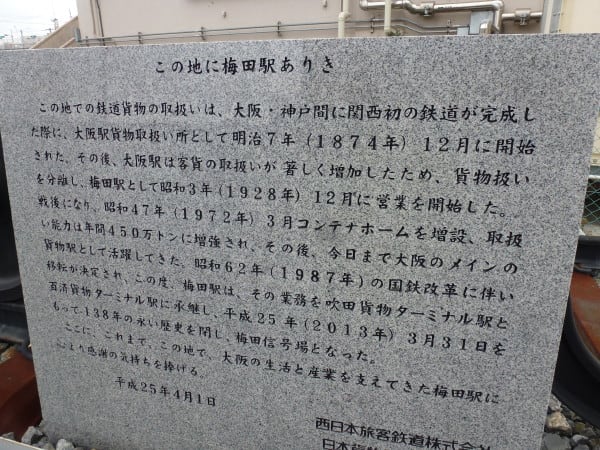 この地に梅田駅ありき
この地での鉄道貨物の取扱いは、大阪・神戸間に関西初の鉄道が完成し
た際に、大阪駅貨物取扱い所として明治7年(1874年)12月に開始
された。その後、大阪駅は客貨の取扱いが著しく増加したため、貨物扱い
を分離し、梅田駅として昭和3年(1928年)12月に営業を開始した。
戦後になり、昭和47年(1972年)3月コンテナホームを増設、取扱
い能力は年間450万トンに増強され、その後、今日まで大阪のメインの
貨物駅として活躍してきた。昭和62年(1987年)の国鉄改革に伴い
移転が決定され、この度、梅田駅は、その業務を吹田貨物ターミナル駅と
百済貨物ターミナル駅に承継し、平成25年(2013年)3月31日を
もって、138年の永い歴史を閉し、梅田信号場となった。
ここに、これまで、この地で、大阪の生活と産業を支えてきた梅田駅に
心より感謝の気持ちを捧げる
平成25年4月1日
西日本旅客鉄道株式会
日本